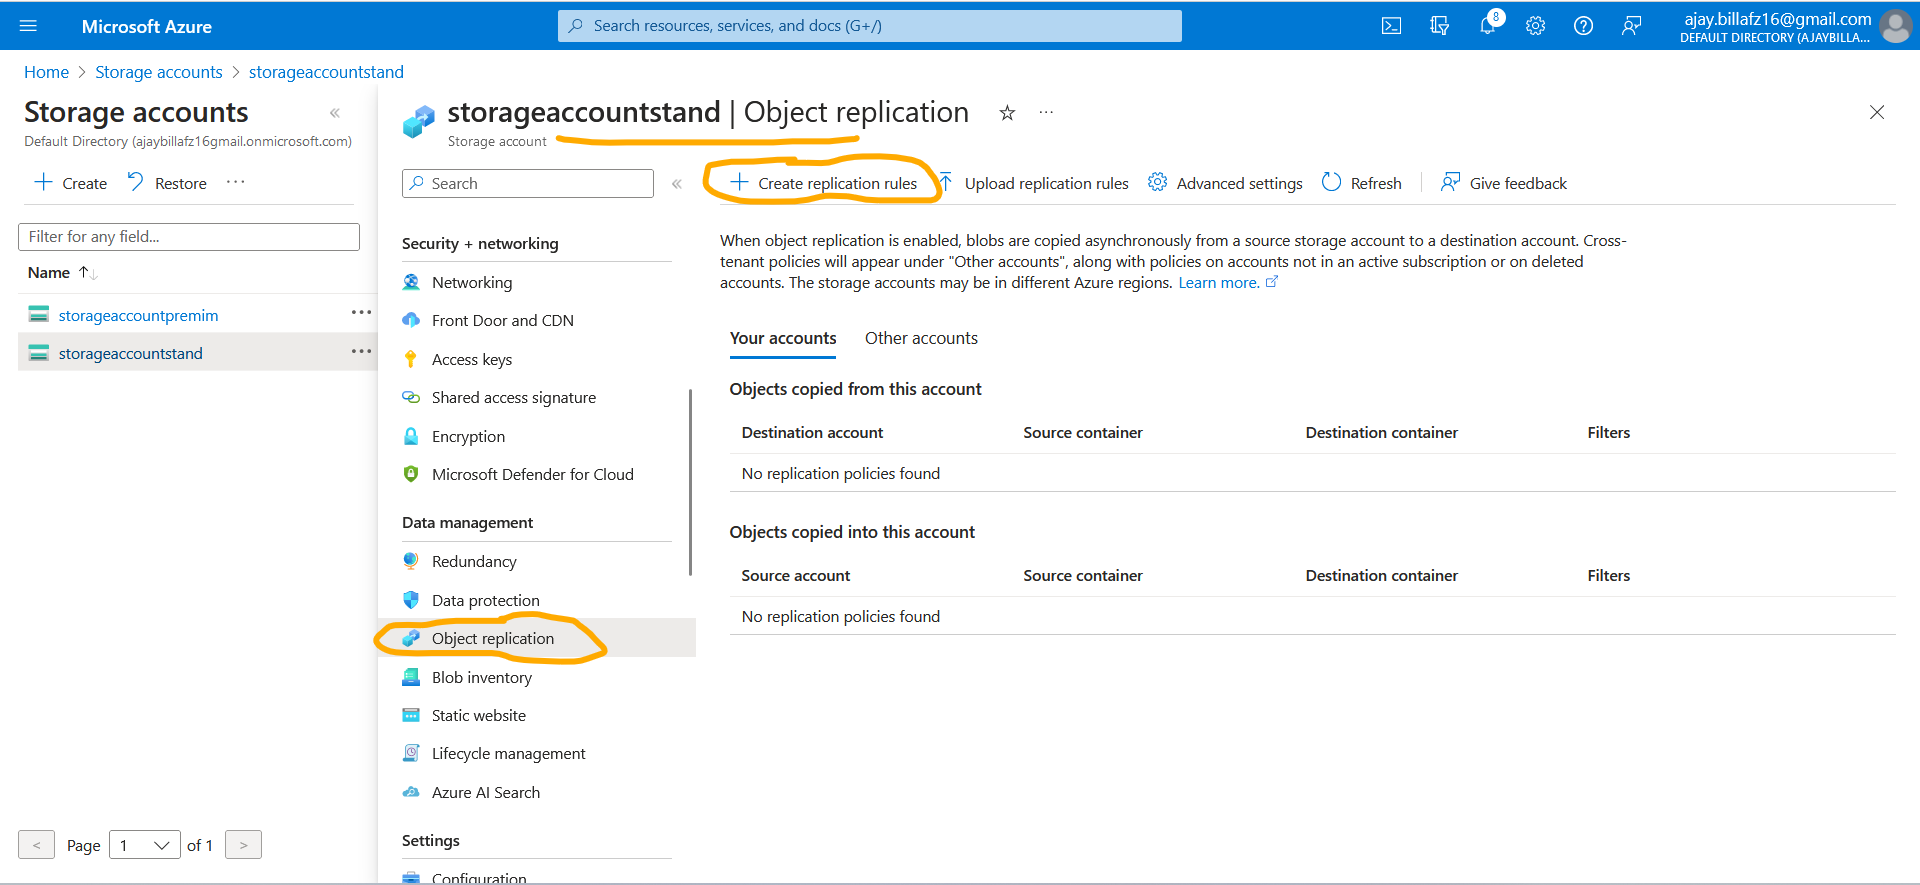 Microsoft Azure
Search resources, services, and docs (G+/)
8
ajay.billafz16@gmail.com
DEFAULT DIRECTORY (AJAYBILLA...
Home > Storage accounts > storageaccountstand
Storage accounts
Default Directory (ajaybillafz16gmail.onmicrosoft.com)
Create
Restore
Filter for any field...
Name
storageaccountpremim
storageaccountstand
< Page 1 of 1 >
storageaccountstand | Object replication
Storage account
Search
Security + networking
Networking
Front Door and CDN
Access keys
Shared access signature
Encryption
Microsoft Defender for Cloud
Data management
Redundancy
Data protection
Object replication
Blob inventory
Static website
Lifecycle management
Azure AI Search
Settings
Configuration
Create replication rules
Upload replication rules
Advanced settings
Refresh
Give feedback
When object replication is enabled, blobs are copied asynchronously from a source storage account to a destination account. Cross-
tenant policies will appear under "Other accounts", along with policies on accounts not in an active subscription or on deleted
accounts. The storage accounts may be in different Azure regions. Learn more.
Your accounts
Other accounts
Objects copied from this account
Destination account Source container Destination container Filters
No replication policies found
Objects copied into this account
Source account Source container Destination container Filters
No replication policies found